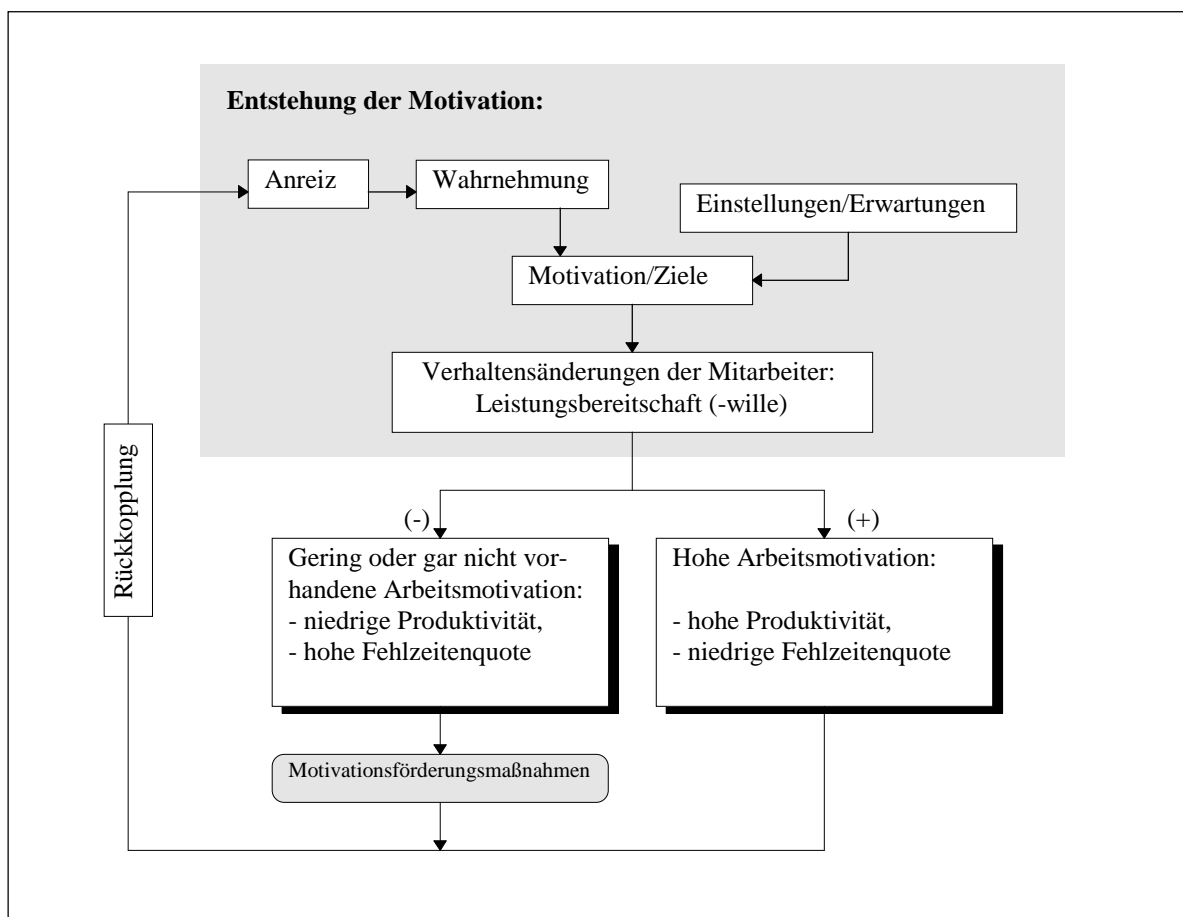 Entstehung der Motivation:
Anreiz
Wahrnehmung
Einstellungen/Erwartungen
Motivation/Ziele
Verhaltensänderungen der Mitarbeiter:
Leistungsbereitschaft (-wille)
Rückkopplung
(-)
(+)
Gering oder gar nicht vor-
handene Arbeitsmotivation:
- niedrige Produktivität,
- hohe Fehlzeitenquote
Hohe Arbeitsmotivation:
- hohe Produktivität,
- niedrige Fehlzeitenquote
Motivationsförderungsmaßnahmen